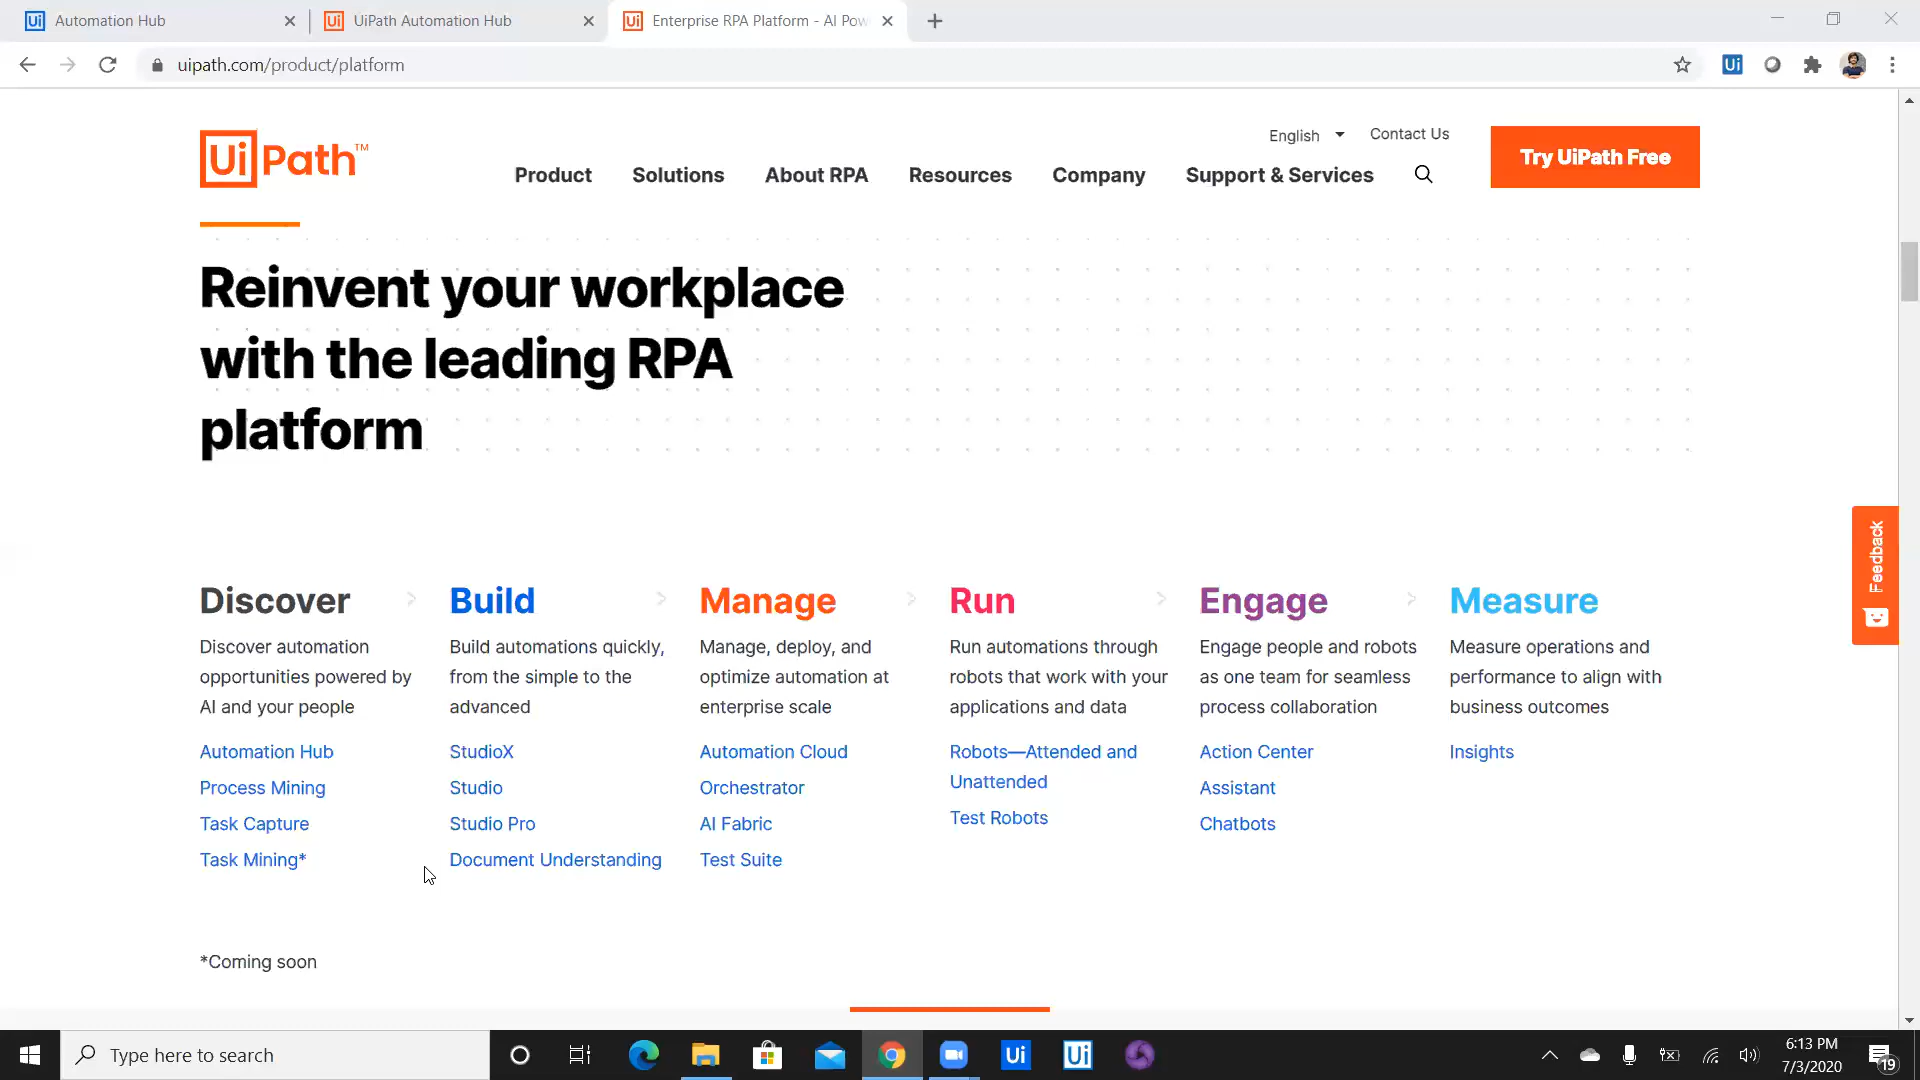 Automation Hub
UiPath Automation Hub
Enterprise RPA Platform - AI Pow
uipath.com/product/platform
Ui
UiPath™
English
Contact Us
Try UiPath Free
Product
Solutions
About RPA
Resources
Company
Support & Services
Reinvent your workplace
with the leading RPA
platform
Feedback
Discover
Discover automation
opportunities powered by
AI and your people
Automation Hub
Process Mining
Task Capture
Task Mining*
Build
Build automations quickly,
from the simple to the
advanced
StudioX
Studio
Studio Pro
Document Understanding
Manage
Manage, deploy, and
optimize automation at
enterprise scale
Automation Cloud
Orchestrator
AI Fabric
Test Suite
Run
Run automations through
robots that work with your
applications and data
Robots—Attended and
Unattended
Test Robots
Engage
Engage people and robots
as one team for seamless
process collaboration
Action Center
Assistant
Chatbots
Measure
Measure operations and
performance to align with
business outcomes
Insights
*Coming soon
Type here to search
Ui
Ui
6:13 PM
7/3/2020
19